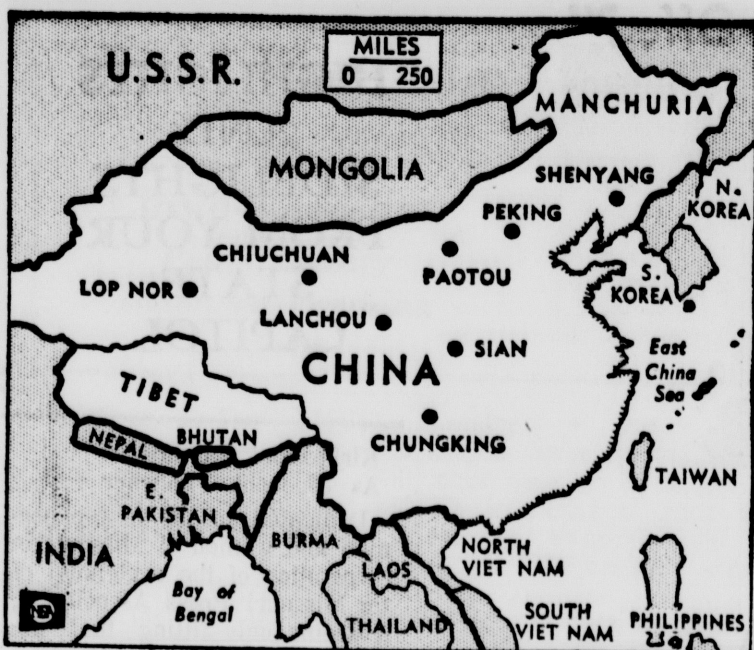 U.S.S.R.
MILES
0 250
MANCHURIA
MONGOLIA
SHENYANG
N.
KOREA
PEKING
CHIUCHUAN
PAOTOU
S.
KOREA
LOP NOR
LANCHOU
SIAN
East
China
Sea
CHINA
TIBET
CHUNGKING
NEPAL
BHUTAN
TAIWAN
E.
PAKISTAN
INDIA
BURMA
NORTH
VIET NAM
LAOS
Bay of
Bengal
SOUTH
VIET NAM
PHILIPPINES
THAILAND
NEA